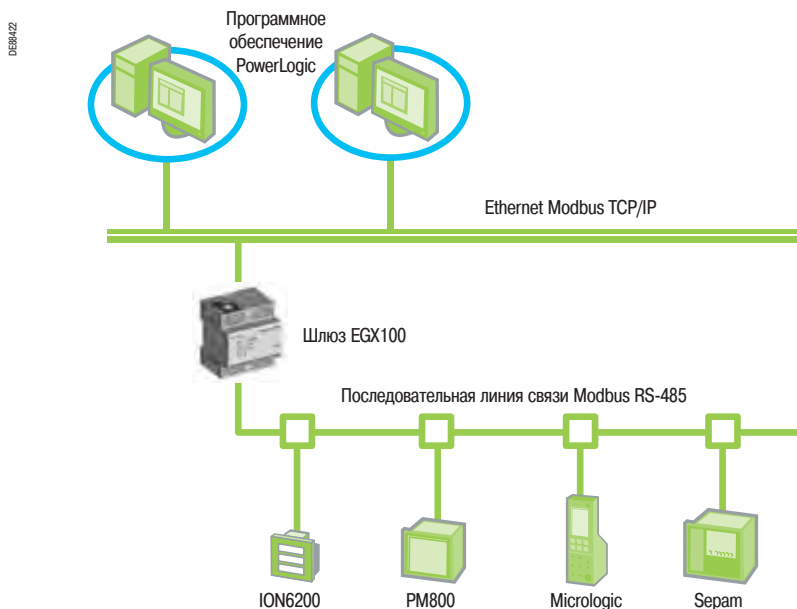 DE88422
Программное
обеспечение
PowerLogic
Ethernet Modbus TCP/IP
Шлюз EGX100
Последовательная линия связи Modbus RS-485
ION6200
PM800
Micrologic
Sepam